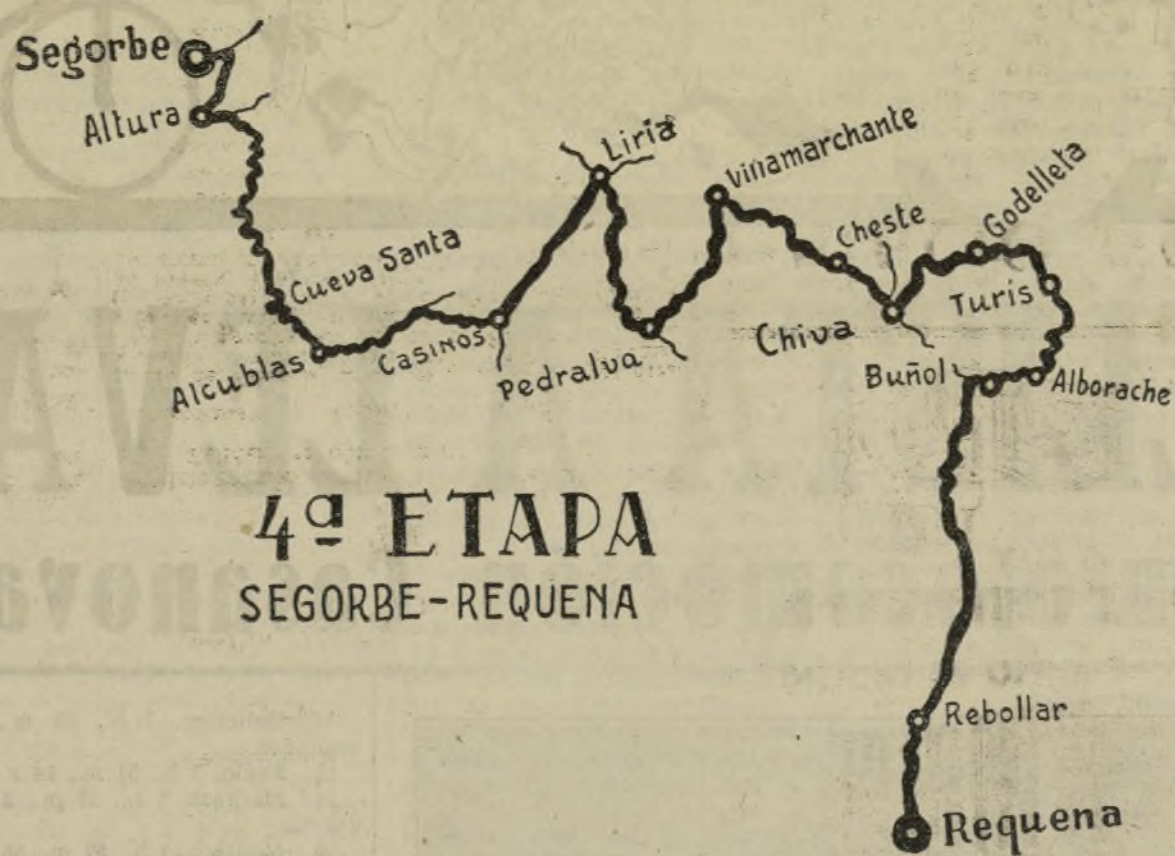 Segorbe
Altura
Cueva Santa
Alcublas
Casinos
Liria
Pedralva
Vinamarchante
Cheste
Chiva
Godelleta
Turís
Buñol
Alborache
4ª ETAPA
SEGORBE-REQUENA
Rebollar
Requena